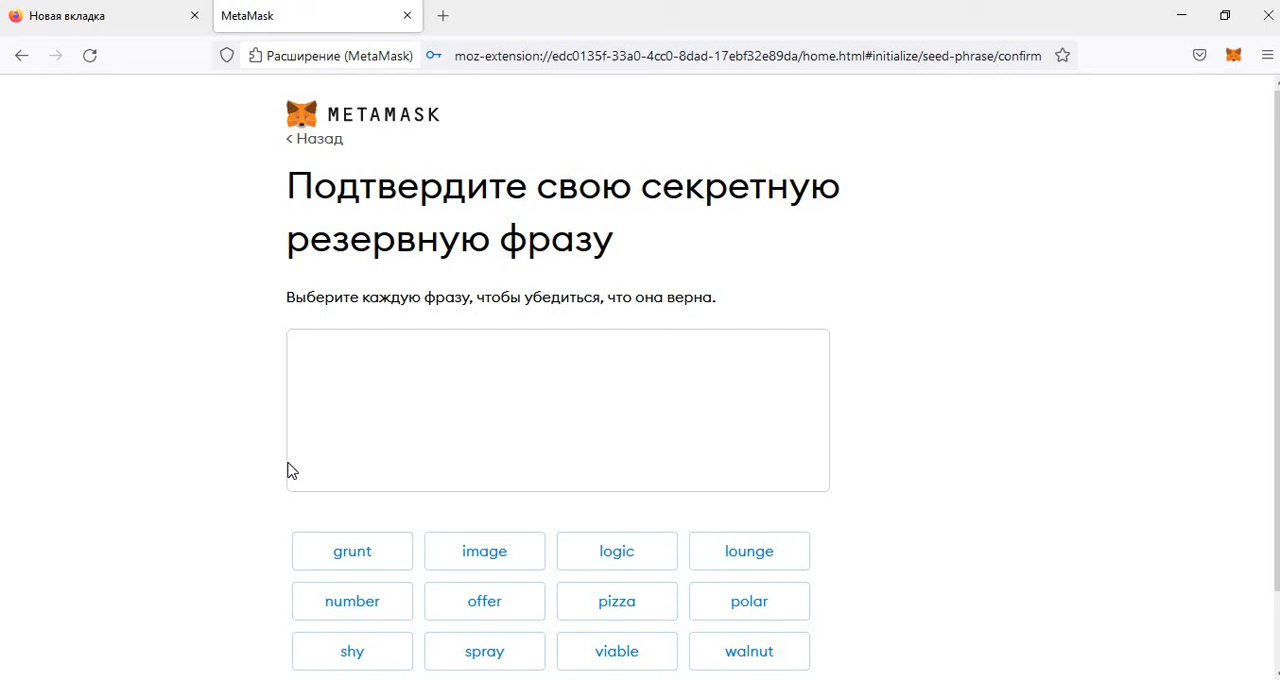 Новая вкладка
MetaMask
Расширение (MetaMask)
moz-extension://edc0135f-33a0-4cc0-8dad-17ebf32e89da/home.html#initialize/seed-phrase/confirm
METAMASK
< Назад
Подтвердите свою секретную
резервную фразу
Выберите каждую фразу, чтобы убедиться, что она верна.
grunt image logic lounge
number offer pizza polar
shy spray viable walnut